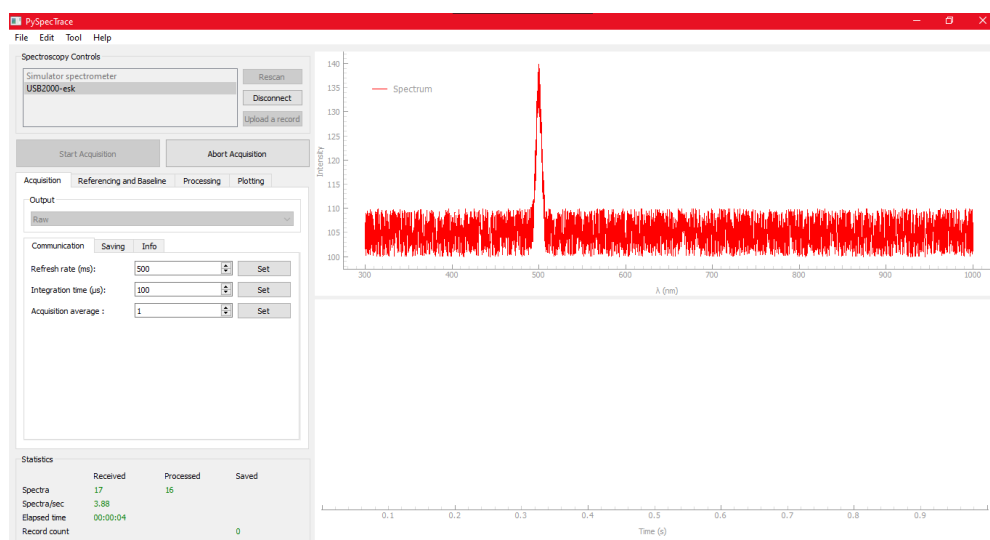 PySpecTrace
File Edit Tool Help
Spectroscopy Controls
Simulator spectrometer
USB2000-esk
Rescan
Disconnect
Upload a record
Start Acquisition
Abort Acquisition
Acquisition Referencing and Baseline Processing Plotting
Output
Raw
Communication Saving Info
Refresh rate (ms): 500 Set
Integration time (µs): 100 Set
Acquisition average : 1 Set
Statistics
Received Processed Saved
Spectra 17 16
Spectra/sec 3.88
Elapsed time 00:00:04
Record count 0
Spectrum
Intensity
140
135
130
125
120
115
110
105
100
300 400 500 600 700 800 900 1000
λ (nm)
0.1 0.2 0.3 0.4 0.5 0.6 0.7 0.8 0.9
Time (s)